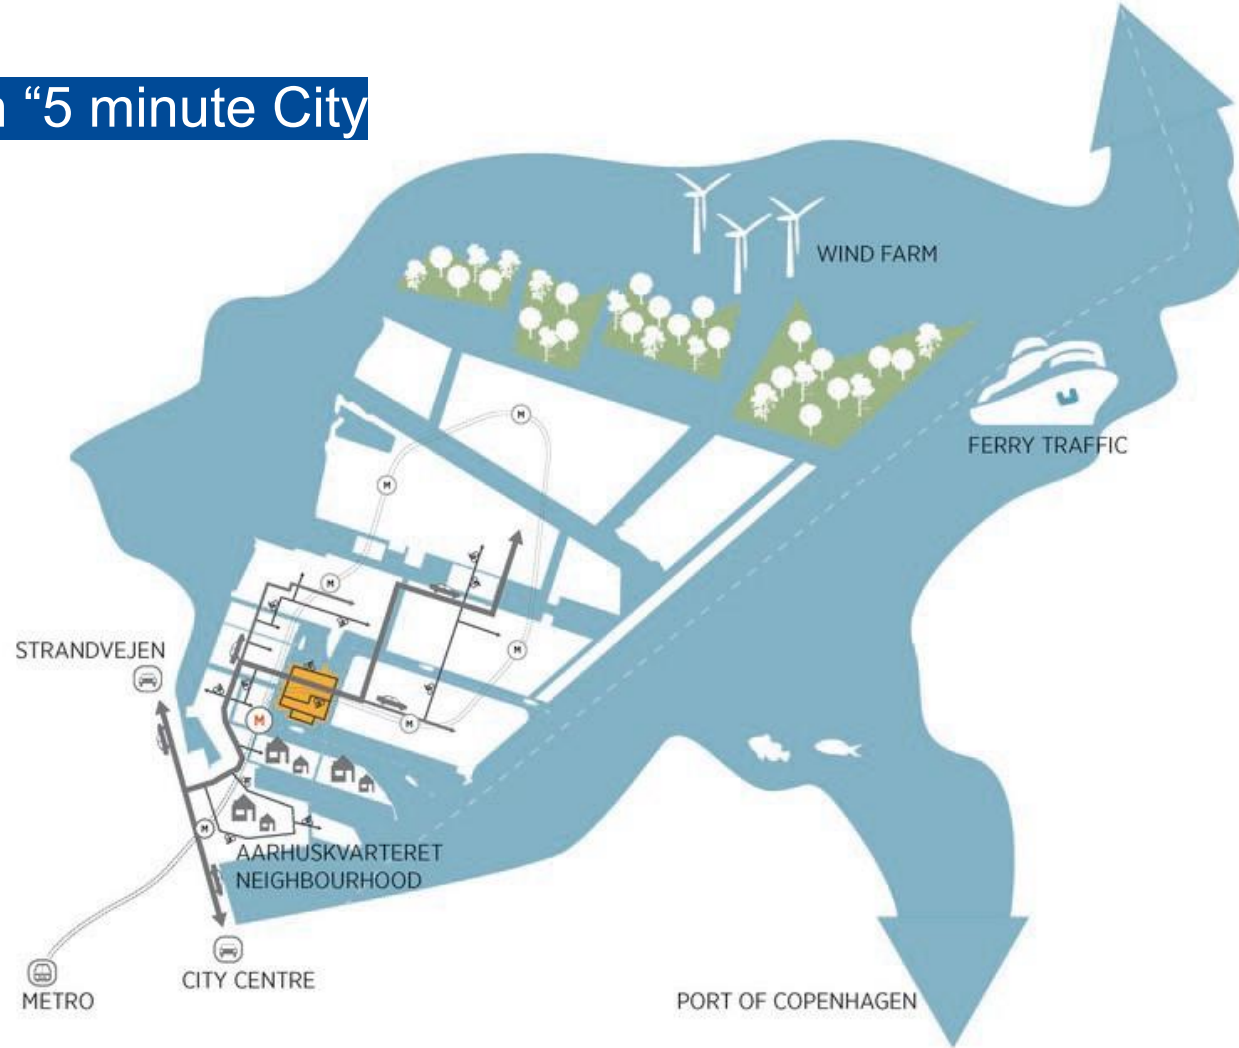 “5 minute City
WIND FARM
FERRY TRAFFIC
M
M
M
M
STRANDVEJEN
M
M
M
AARHUSKVARTERET
NEIGHBOURHOOD
CITY CENTRE
METRO
PORT OF COPENHAGEN